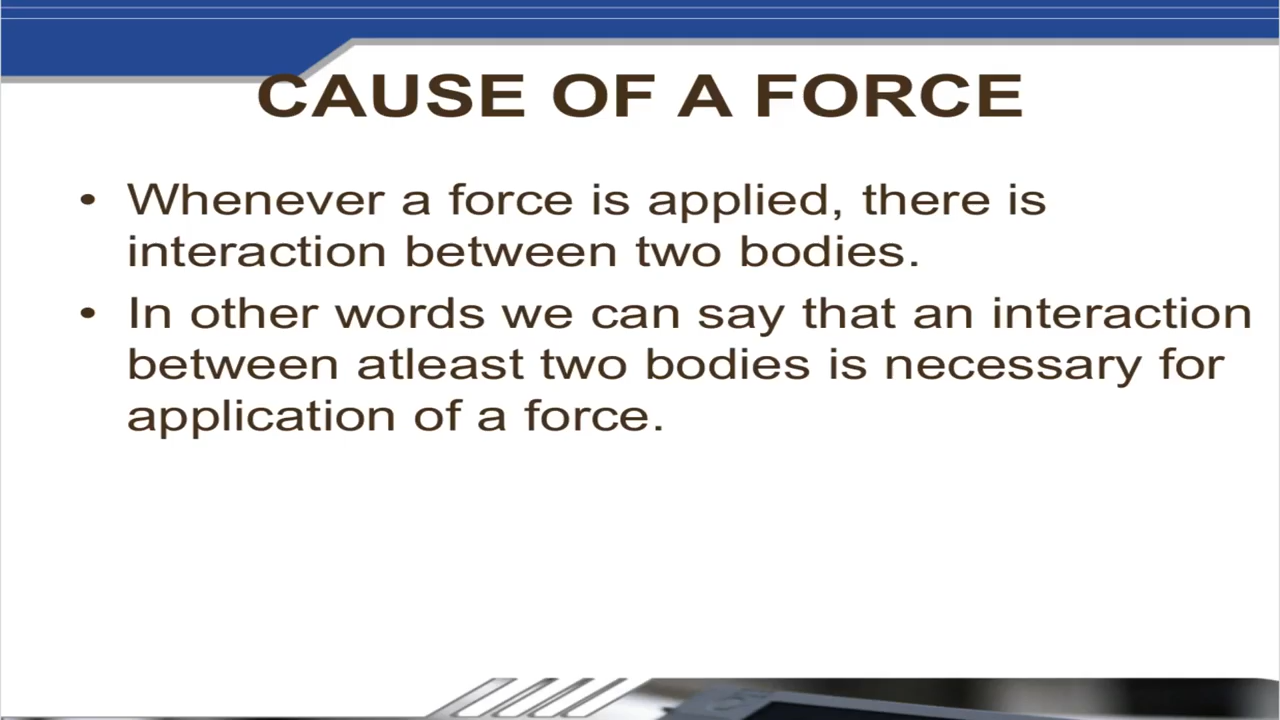 CAUSE OF A FORCE
• Whenever a force is applied, there is
interaction between two bodies.
• In other words we can say that an interaction
between atleast two bodies is necessary for
application of a force.